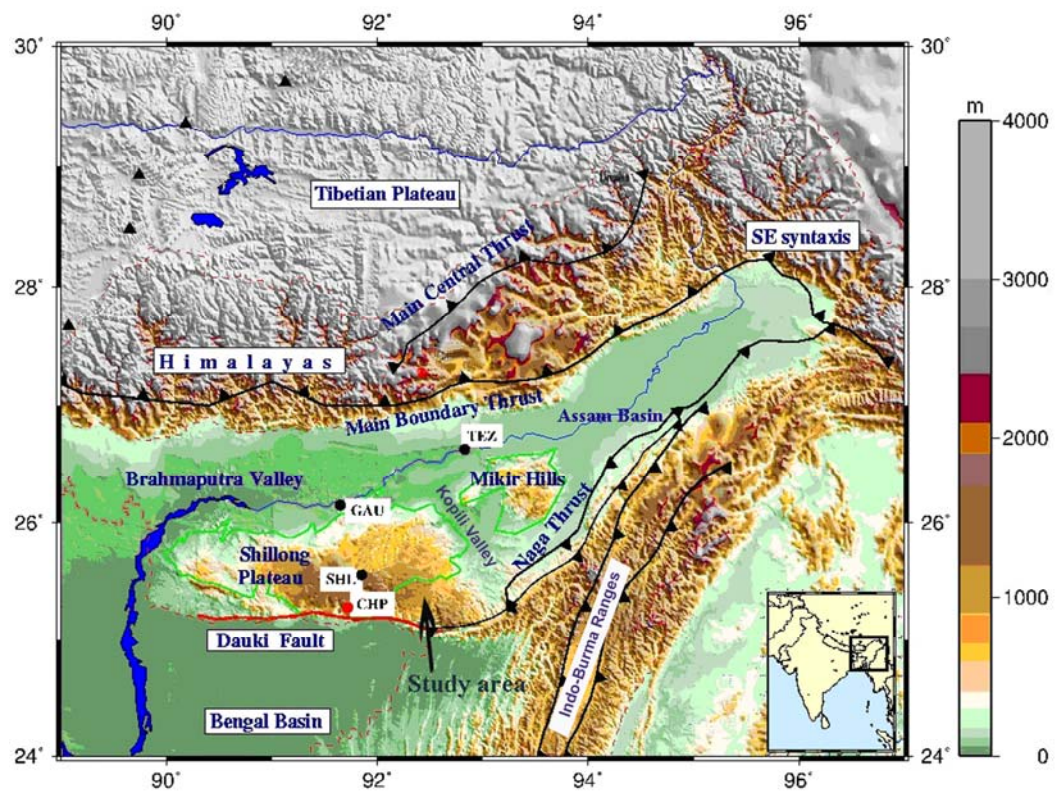 90° 92° 94° 96°
30° 30°
m
4000
Tibetian Plateau
SE syntaxis
Main Central Thrust
3000
28° 28°
H i m a l a y a s
Main Boundary Thrust
Assam Basin
2000
TEZ
Brahmaputra Valley
Mikir Hills
GAU
Kopili Valley
26° 26°
Naga Thrust
Shillong
Plateau
SHL
CHP
1000
Dauki Fault
Indo-Burma Ranges
Study area
Bengal Basin
24° 24°
0
90° 92° 94° 96°